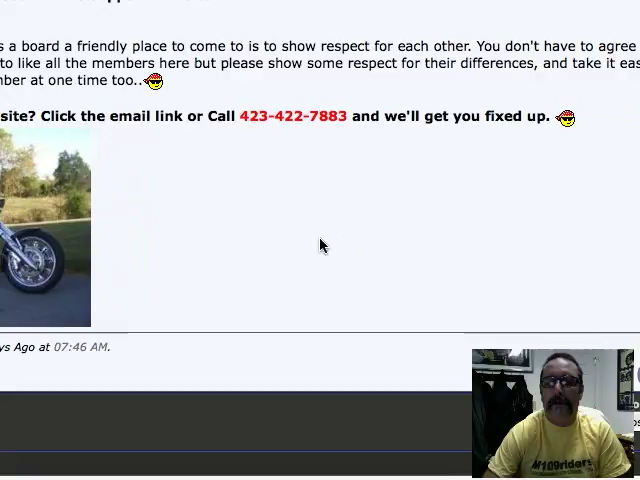 s a board a friendly place to come to is to show respect for each other. You don't have to agree
to like all the members here but please show some respect for their differences, and take it eas
nber at one time too..
site? Click the email link or Call 423-422-7883 and we'll get you fixed up.
ys Ago at 07:46 AM.
M109riders